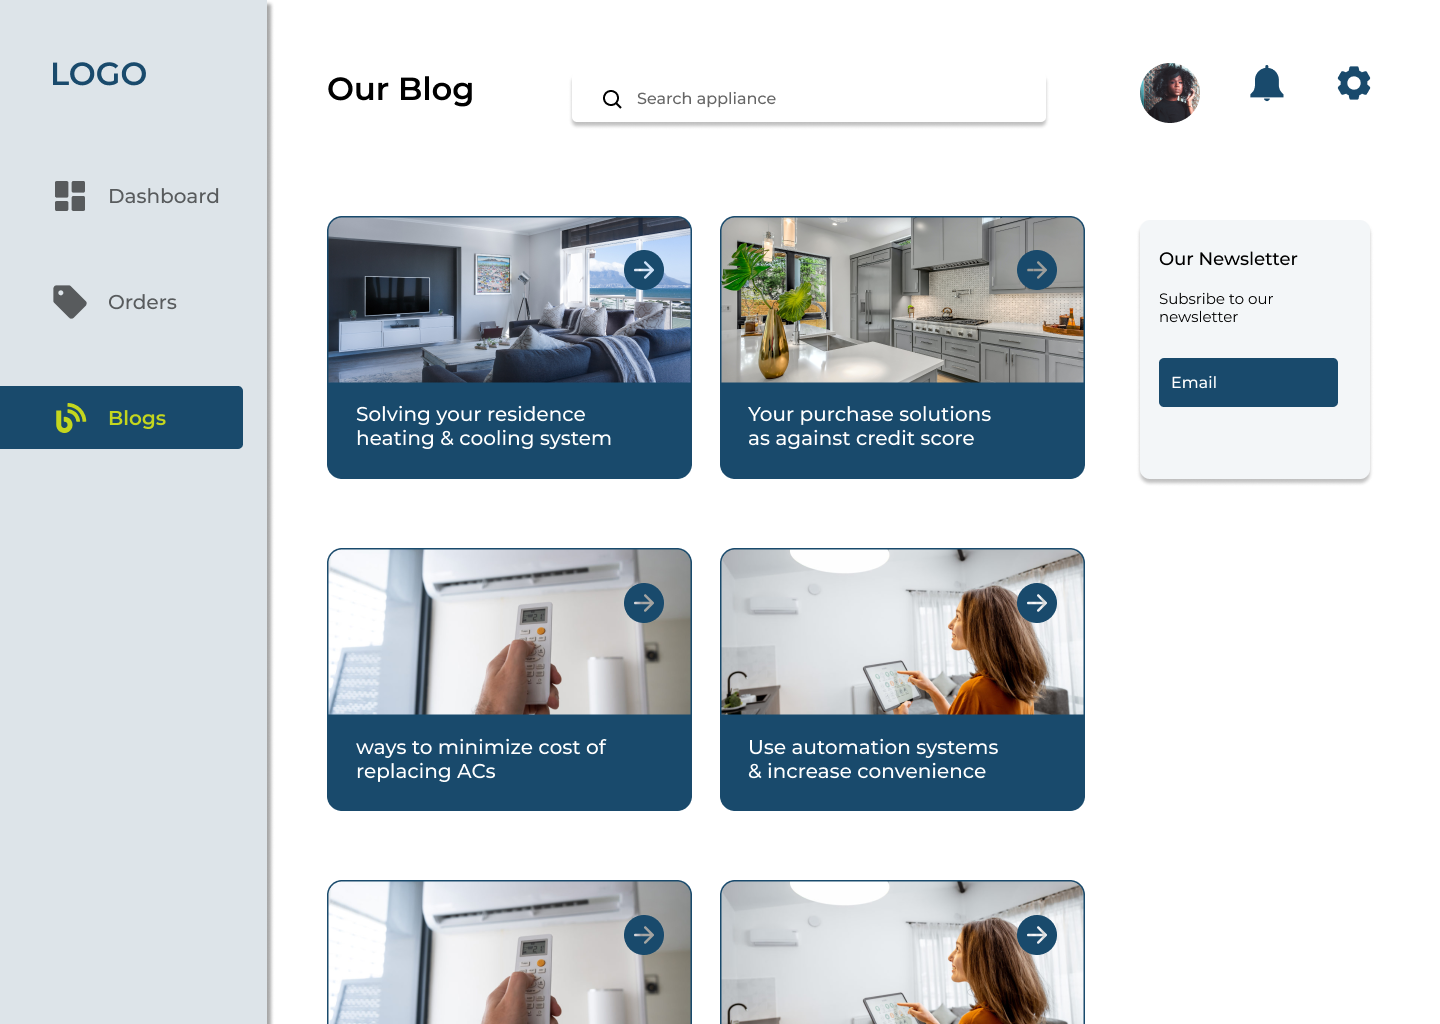 LOGO
Our Blog
Search appliance
Dashboard
Orders
Blogs
Solving your residence
heating & cooling system
Your purchase solutions
as against credit score
Our Newsletter
Subsribe to our
newsletter
Email
ways to minimize cost of
replacing ACs
Use automation systems
& increase convenience